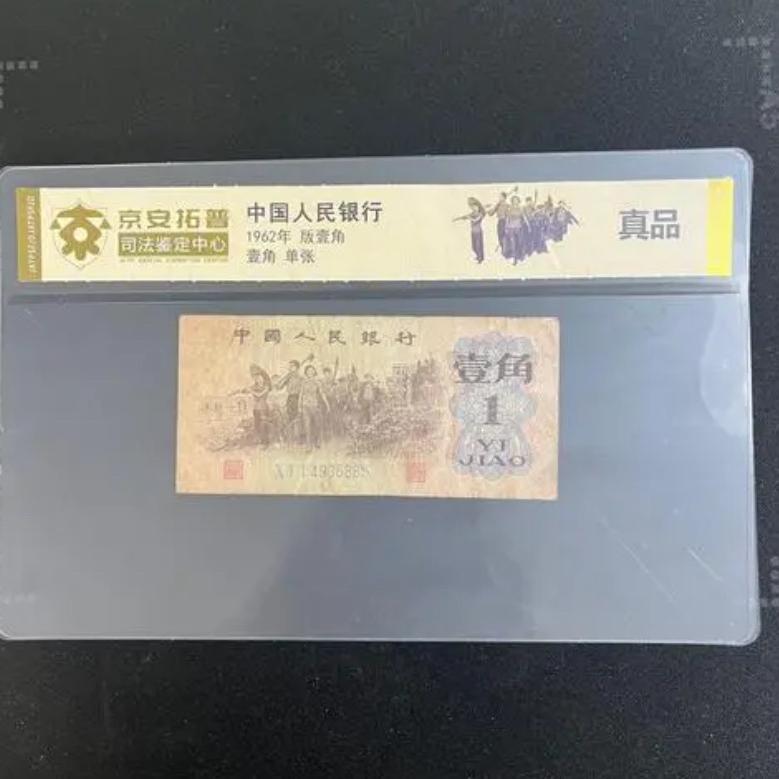 京安拓普
司法鉴定中心
中国人民银行
1962年 版壹角
壹角 单张
真品
中國人民銀行
壹角
1
YI
JIAO